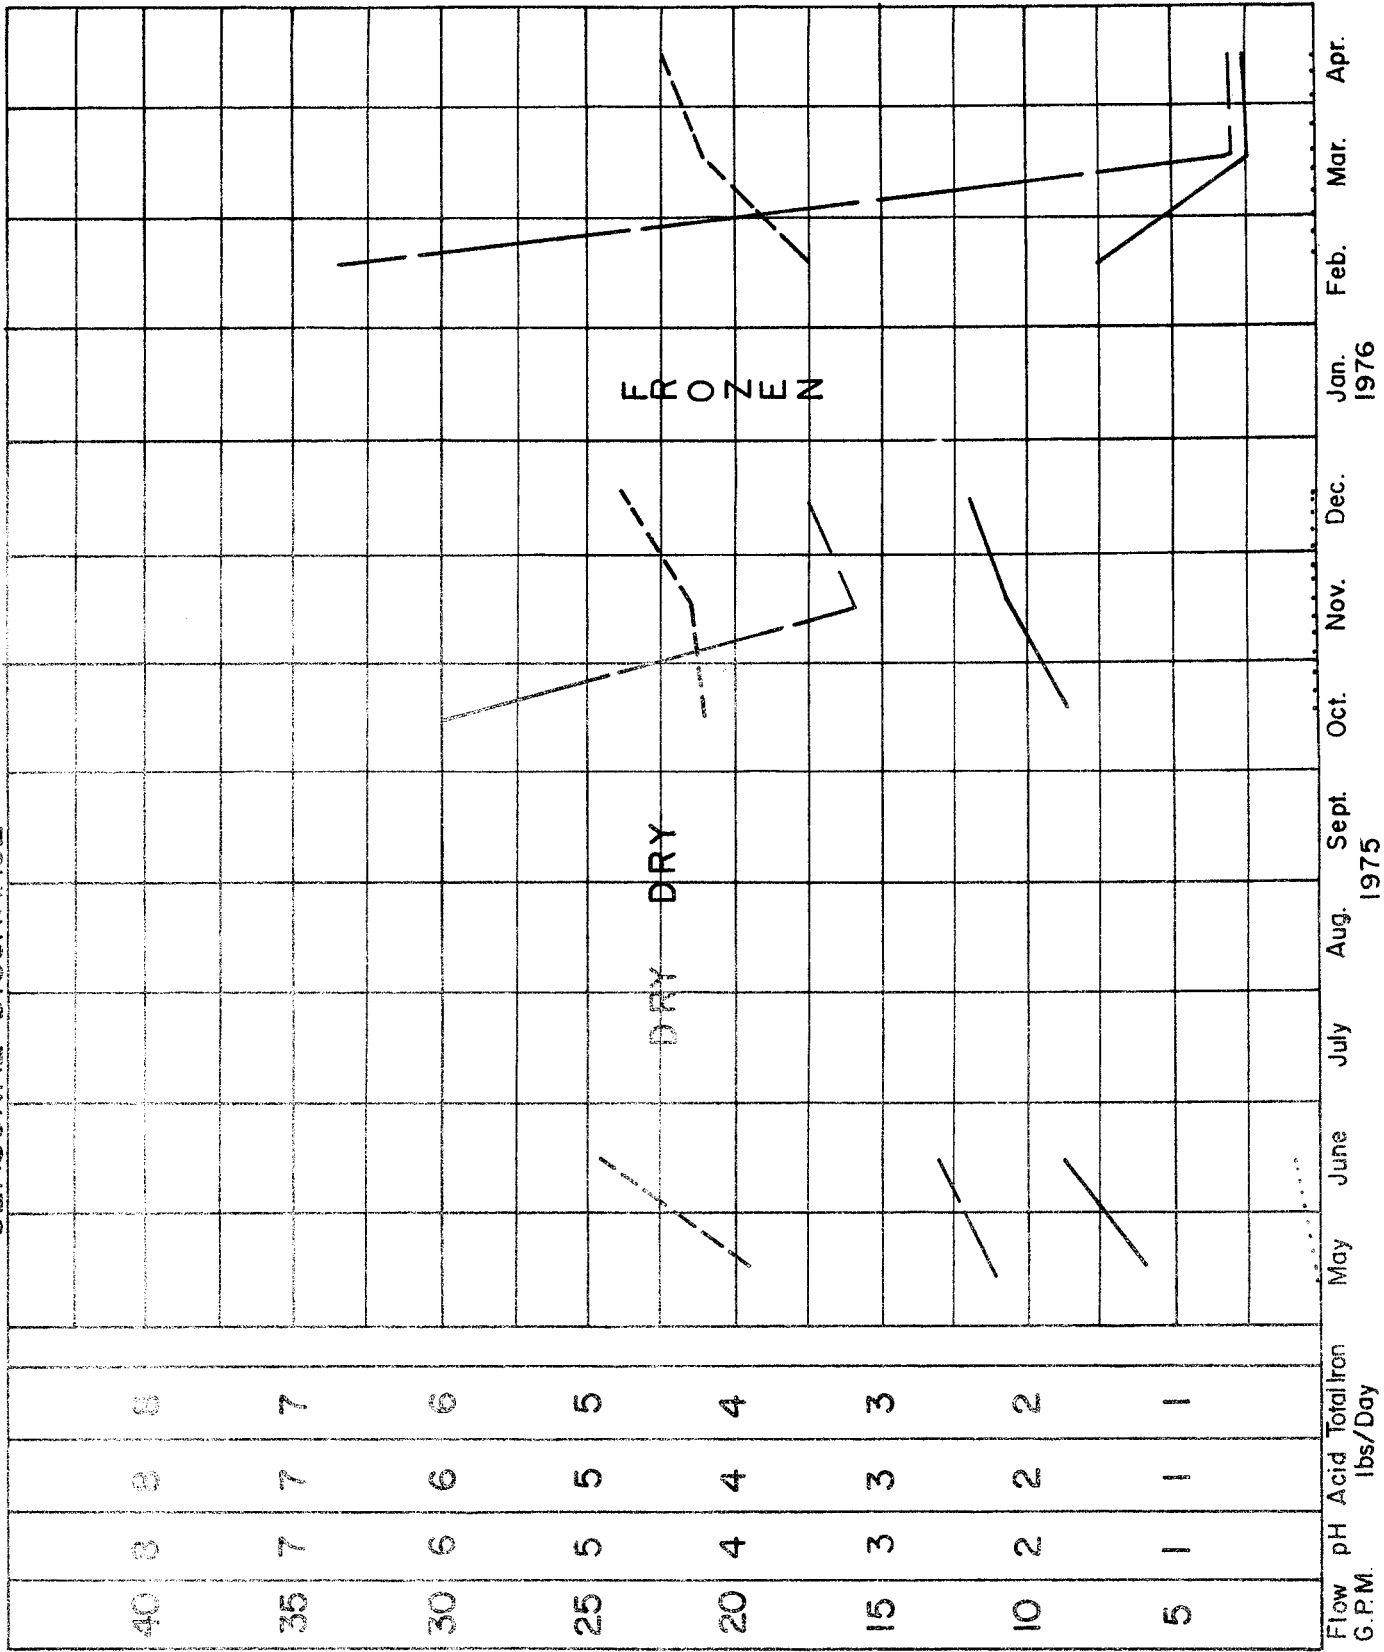 40 8 8 8
35 7 7 7
30 6 6 6
25 5 5 5
DRY DRY
FROZEN
20 4 4 4
15 3 3 3
10 2 2 2
5 1 1 1
Flow pH Acid Total Iron May June July Aug. Sept. Oct. Nov. Dec. Jan. Feb. Mar. Apr.
G.P.M. lbs/Day 1975 1976